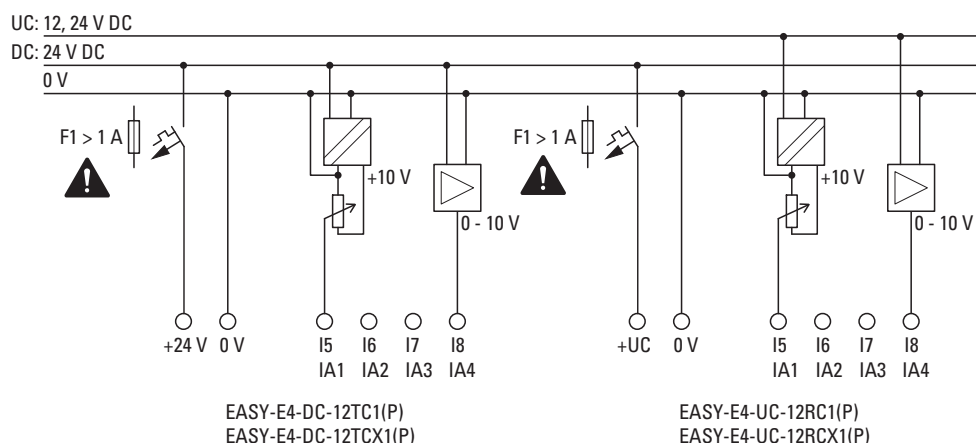 UC: 12, 24 V DC
DC: 24 V DC
0 V
F1 > 1 A
+10 V
0 - 10 V
F1 > 1 A
+10 V
0 - 10 V
+24 V 0 V I5 I6 I7 I8
IA1 IA2 IA3 IA4
+UC 0 V I5 I6 I7 I8
IA1 IA2 IA3 IA4
EASY-E4-DC-12TC1(P)
EASY-E4-DC-12TCX1(P)
EASY-E4-UC-12RC1(P)
EASY-E4-UC-12RCX1(P)